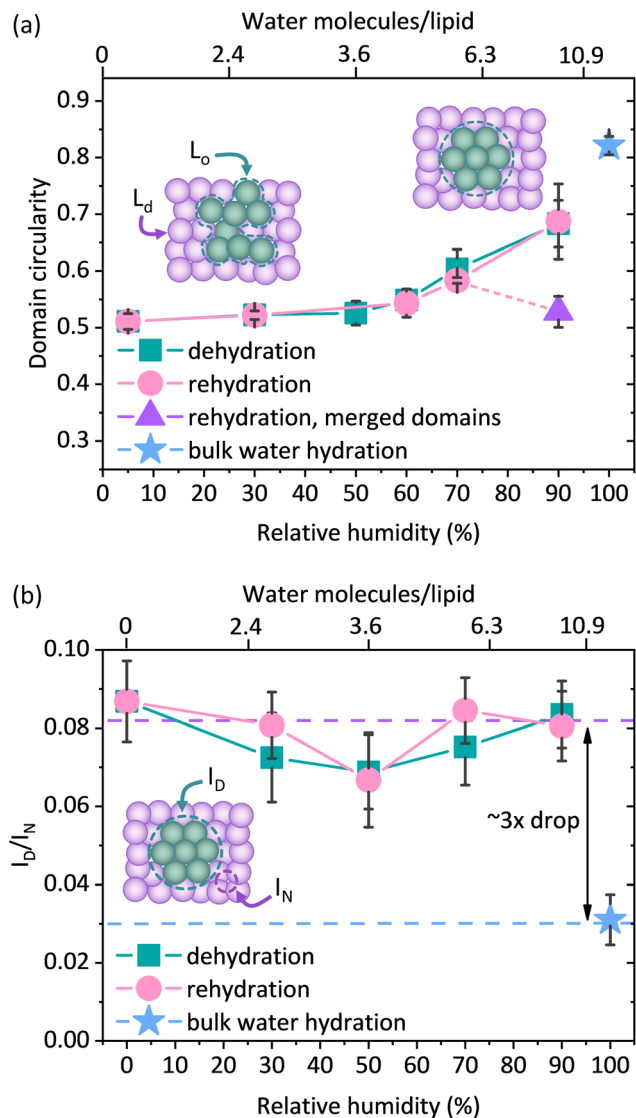 (a)
Water molecules/lipid
0 2.4 3.6 6.3 10.9
Domain circularity
0.9
0.8
0.7
0.6
0.5
0.4
0.3
Lo
Ld
dehydration
rehydration
rehydration, merged domains
bulk water hydration
0 10 20 30 40 50 60 70 80 90 100
Relative humidity (%)
(b)
Water molecules/lipid
0 2.4 3.6 6.3 10.9
ID/IN
0.10
0.08
0.06
0.04
0.02
0.00
ID
IN
~3x drop
dehydration
rehydration
bulk water hydration
0 10 20 30 40 50 60 70 80 90 100
Relative humidity (%)